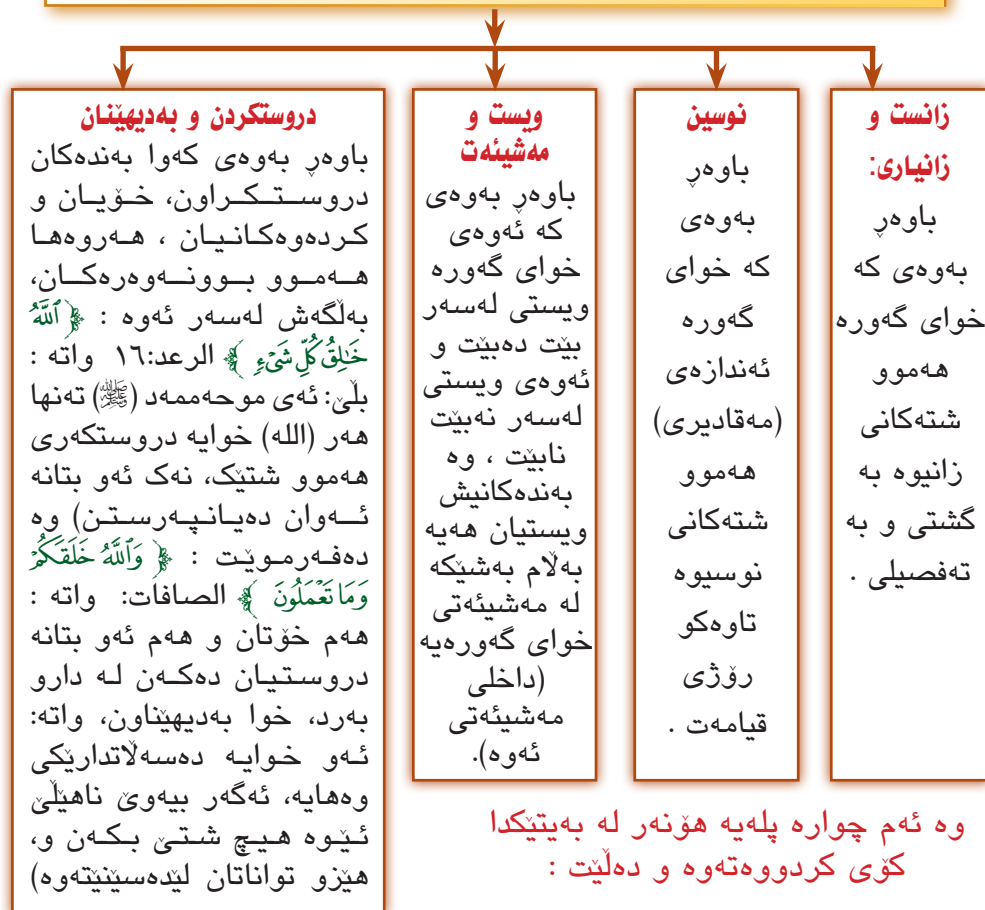 زانست و
زانیاری:
باوەڕ
بەوەی کە
خوای گەورە
هەموو
شتەکانی
زانیوە بە
گشتی و بە
تەفصیلی .
نوسین
باوەڕ
بەوەی
کە خوای
گەورە
ئەندازەی
(مەقادیری)
هەموو
شتەکانی
نوسیوە
تاوەکو
رۆژی
قیامەت .
ویست و
مەشیئەت
باوەڕ بەوەی
کە ئەوەی
خوای گەورە
ویستی لەسەر
بێت دەبێت و
ئەوەی ویستی
لەسەر نەبێت
نابێت ، وە
بەندەکانیش
ویستیان هەیە
بەڵام بەشێکە
لە مەشیئەتی
خوای گەورەیە
(داخلی
مەشیئەتی
ئەوە).
دروستکردن و بەدیهێنان
باوەڕ بەوەی کەوا بەندەکان
دروستکراون، خۆیان و
کردەوەکانیان ، هەروەها
هەموو بوونەوەرەکان،
بەڵگەش لەسەر ئەوە : ﴿ ٱللَّهُ
خَٰلِقُ كُلِّ شَىْءٍ ﴾ الرعد:١٦ واتە :
بڵێ: ئەی موحەممەد (ﷺ) تەنها
هەر (الله) خوایە دروستکەری
هەموو شتێک، نەک ئەو بتانە
ئەوان دەیانپەرستن) وە
دەفەرمویێت : ﴿ وَٱللَّهُ خَلَقَكُمْ
وَمَا تَعْمَلُونَ ﴾ الصافات: واتە :
هەم خۆتان و هەم ئەو بتانە
دروستیان دەکەن لە دارو
بەرد، خوا بەدیهێناون، واتە:
ئەو خوایە دەسەڵاتدارێکی
وەهایە، ئەگەر بیەوێ ناهێڵێ
ئێوە هیچ شتێ بکەن و،
هێزو تواناتان لێدەسێنێتەوە)
وە ئەم چوارە پلەیە هۆنەر لە بەیتێکدا
کۆی کردووەتەوە و دەڵێت :